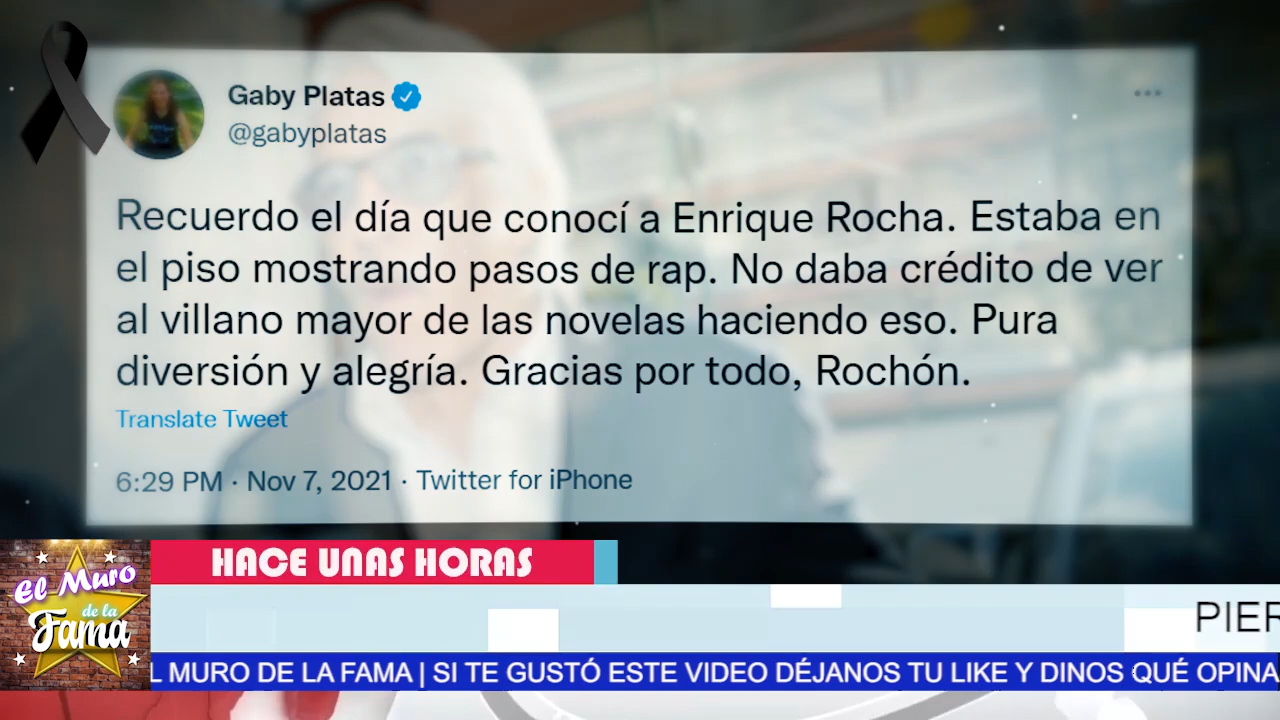 Gaby Platas
@gabyplatas
Recuerdo el día que conocí a Enrique Rocha. Estaba en
el piso mostrando pasos de rap. No daba crédito de ver
al villano mayor de las novelas haciendo eso. Pura
diversión y alegría. Gracias por todo, Rochón.
Translate Tweet
6:29 PM · Nov 7, 2021 · Twitter for iPhone
HACE UNAS HORAS
El Muro
de la
Fama
PIER
L MURO DE LA FAMA | SI TE GUSTÓ ESTE VIDEO DÉJANOS TU LIKE Y DINOS QUÉ OPINA